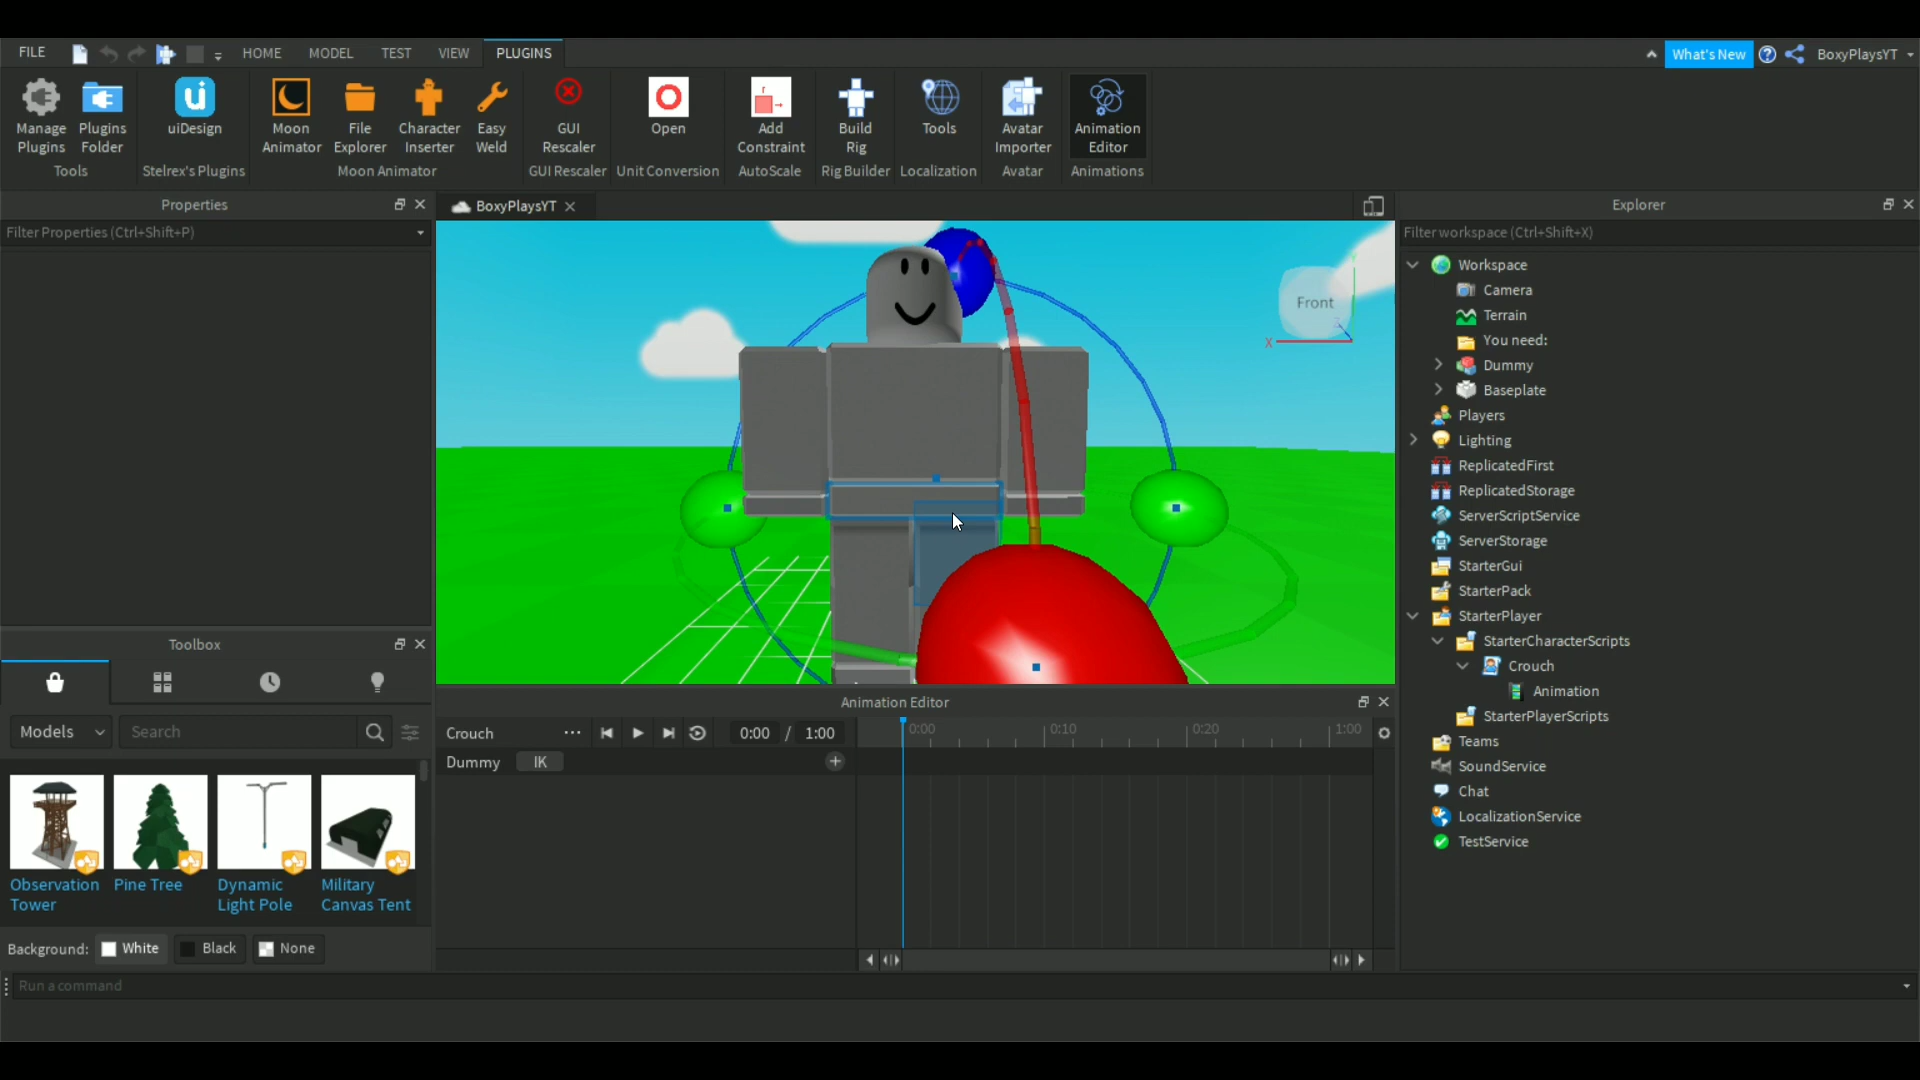 FILE HOME MODEL TEST VIEW PLUGINS What's New BoxyPlaysYT
Manage Plugins
Plugins Folder
Tools
uiDesign
Stelrex's Plugins
Moon Animator
File Explorer
Character Inserter
Easy Weld
Moon Animator
GUI Rescaler
GUI Rescaler
Open
Unit Conversion
Add Constraint
AutoScale
Build Rig
Rig Builder
Tools
Localization
Avatar Importer
Avatar
Animation Editor
Animations
Properties
Filter Properties (Ctrl+Shift+P)
BoxyPlaysYT
Front
X
Explorer
Filter workspace (Ctrl+Shift+X)
Workspace
Camera
Terrain
You need:
Dummy
Baseplate
Players
Lighting
ReplicatedFirst
ReplicatedStorage
ServerScriptService
ServerStorage
StarterGui
StarterPack
StarterPlayer
StarterCharacterScripts
Crouch
Animation
StarterPlayerScripts
Teams
SoundService
Chat
LocalizationService
TestService
Toolbox
Models Search
Observation Tower
Pine Tree
Dynamic Light Pole
Military Canvas Tent
Background: White Black None
Animation Editor
Crouch ... 0:00 / 1:00 0:00 0:10 0:20 1:00
Dummy IK +
Run a command